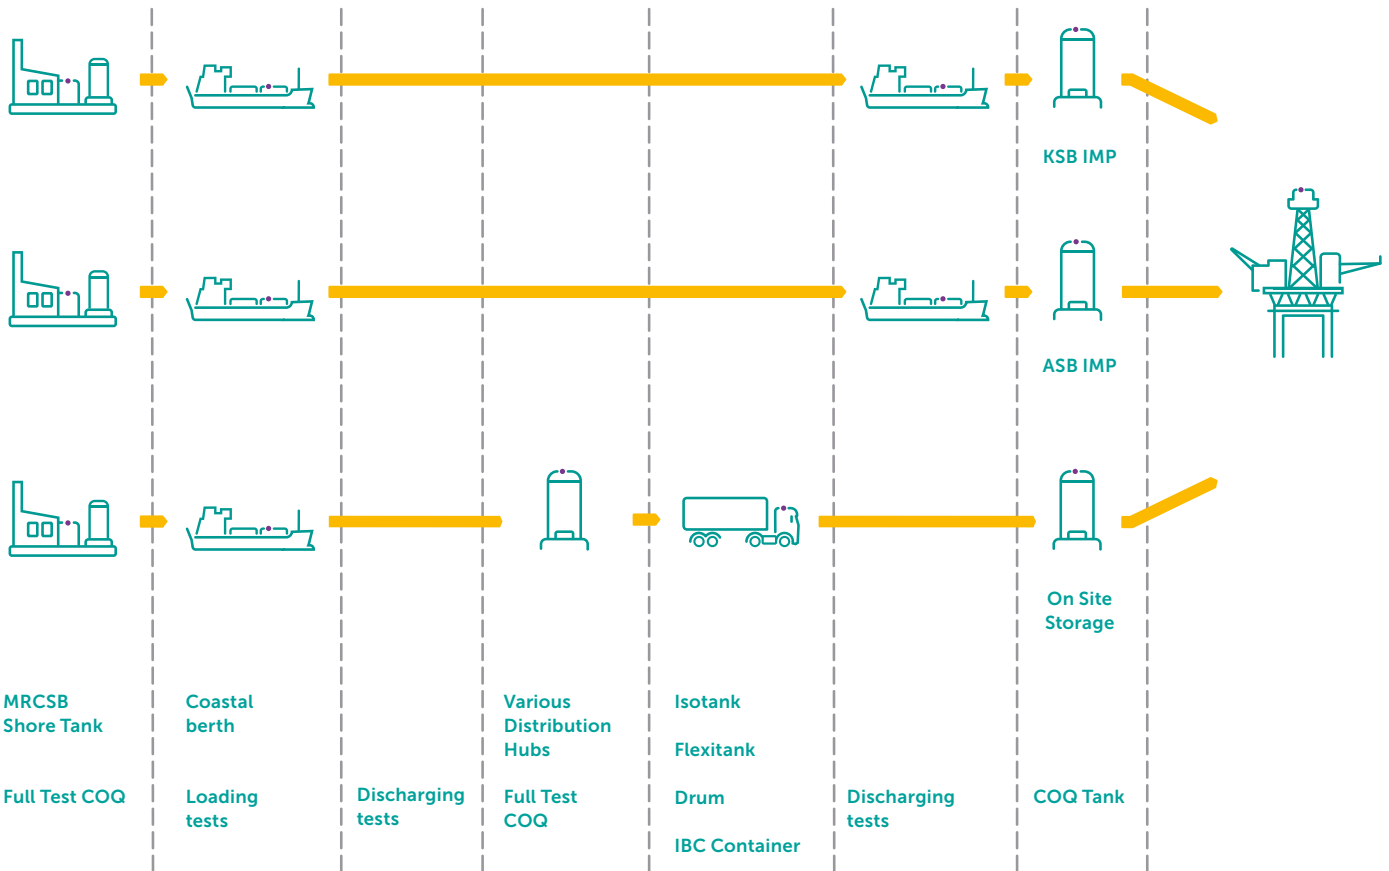 KSB IMP
ASB IMP
On Site
Storage
MRCSB
Shore Tank
Full Test COQ
Coastal
berth
Loading
tests
Discharging
tests
Various
Distribution
Hubs
Full Test
COQ
Isotank
Flexitank
Drum
IBC Container
Discharging
tests
COQ Tank